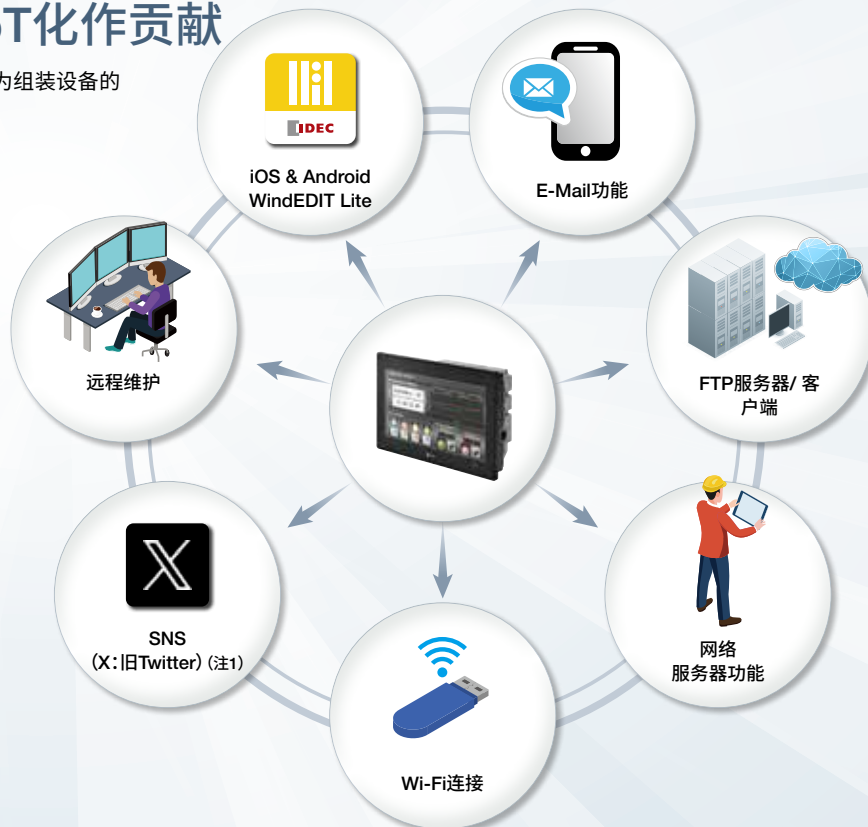 oT化作贡献
为组装设备的
IDEC
iOS & Android
WindEDIT Lite
E-Mail功能
远程维护
FTP服务器/ 客
户端
SNS
（X：旧Twitter）（注1）
网络
服务器功能
Wi-Fi连接